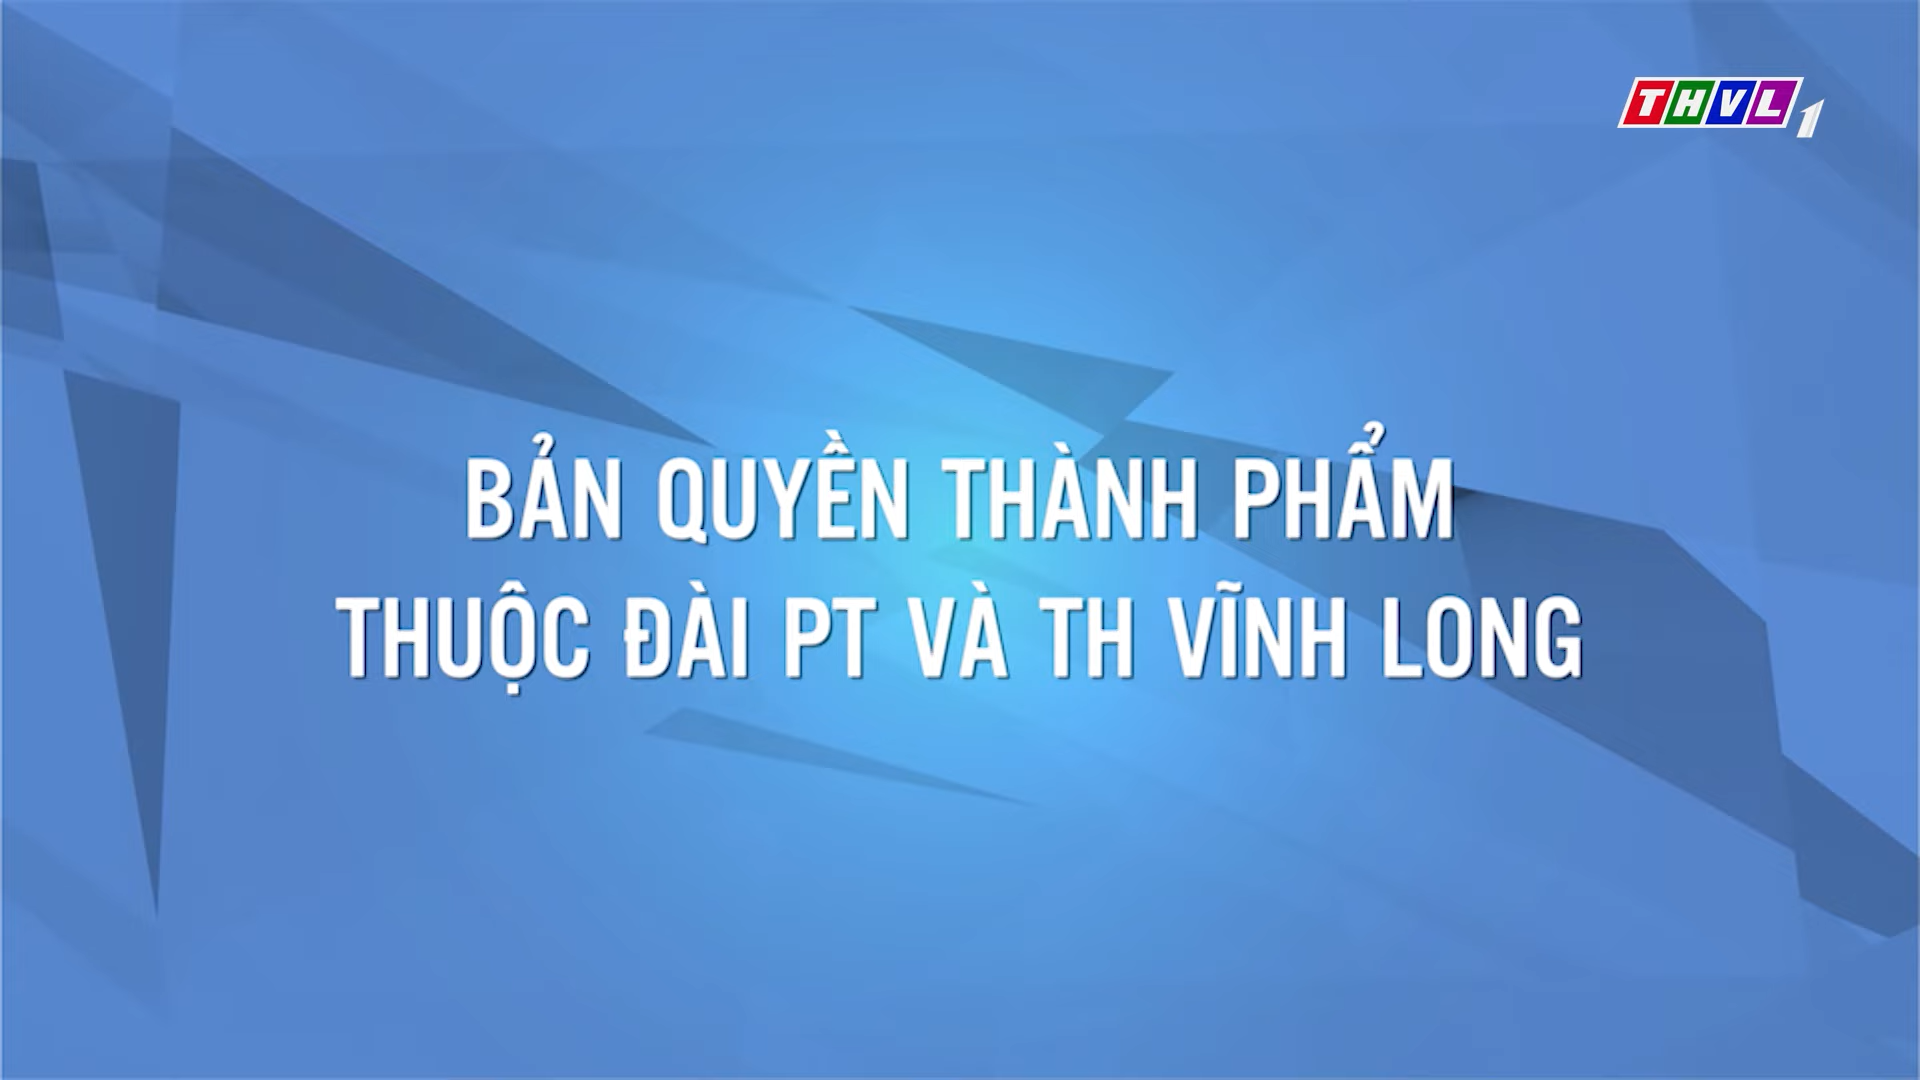 THVL1
BẢN QUYỀN THÀNH PHẨM
THUỘC ĐÀI PT VÀ TH VĨNH LONG